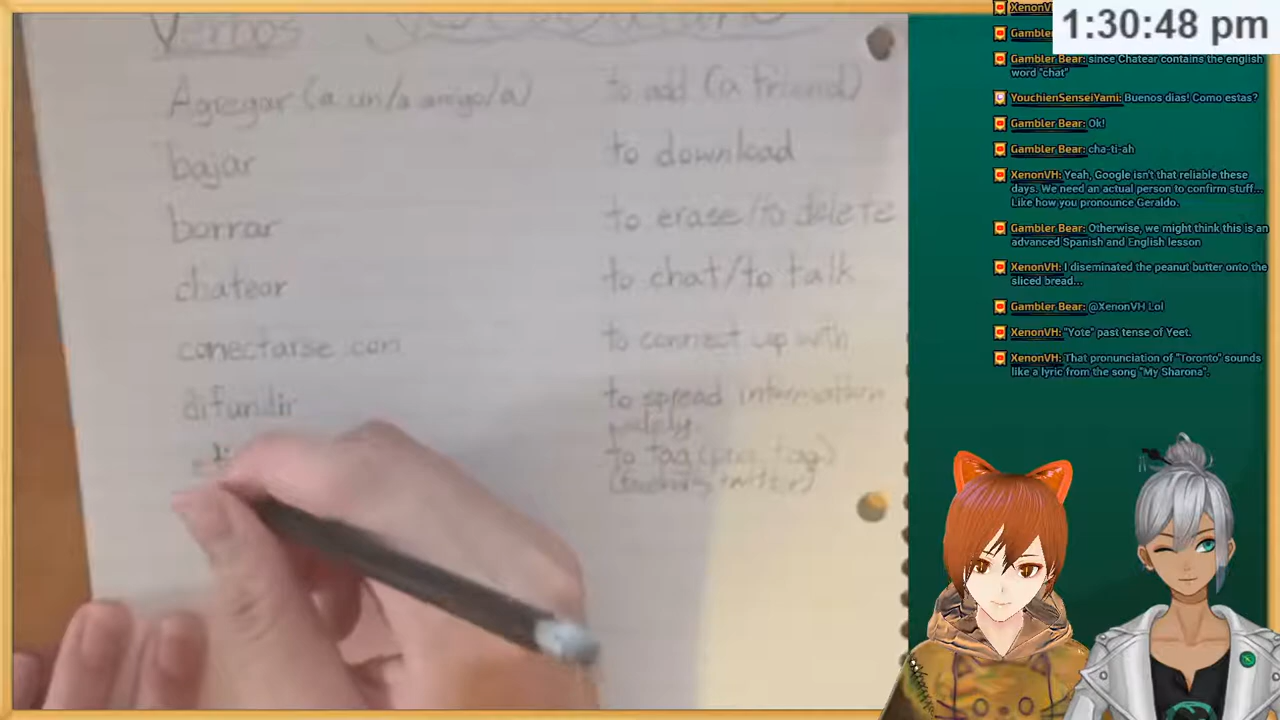 1:30:48 pm
Verbos
Agregar (a un/a amigo/a) to add (a friend)
bajar to download
borrar to erase/to delete
chatear to chat/to talk
conectarse con to connect up with
difundir to spread information
widely
to tag
twitter)
XenonVH
Gambler
Gambler Bear: since Chatear contains the english
word "chat"
YouchienSenseiYami: Buenos dias! Como estas?
Gambler Bear: Ok!
Gambler Bear: cha-ti-ah
XenonVH: Yeah, Google isn't that reliable these
days. We need an actual person to confirm stuff...
Like how you pronounce Geraldo.
Gambler Bear: Otherwise, we might think this is an
advanced Spanish and English lesson
XenonVH: I diseminated the peanut butter onto the
sliced bread...
Gambler Bear: @XenonVH Lol
XenonVH: "Yote" past tense of Yeet.
XenonVH: That pronunciation of "Toronto" sounds
like a lyric from the song "My Sharona".